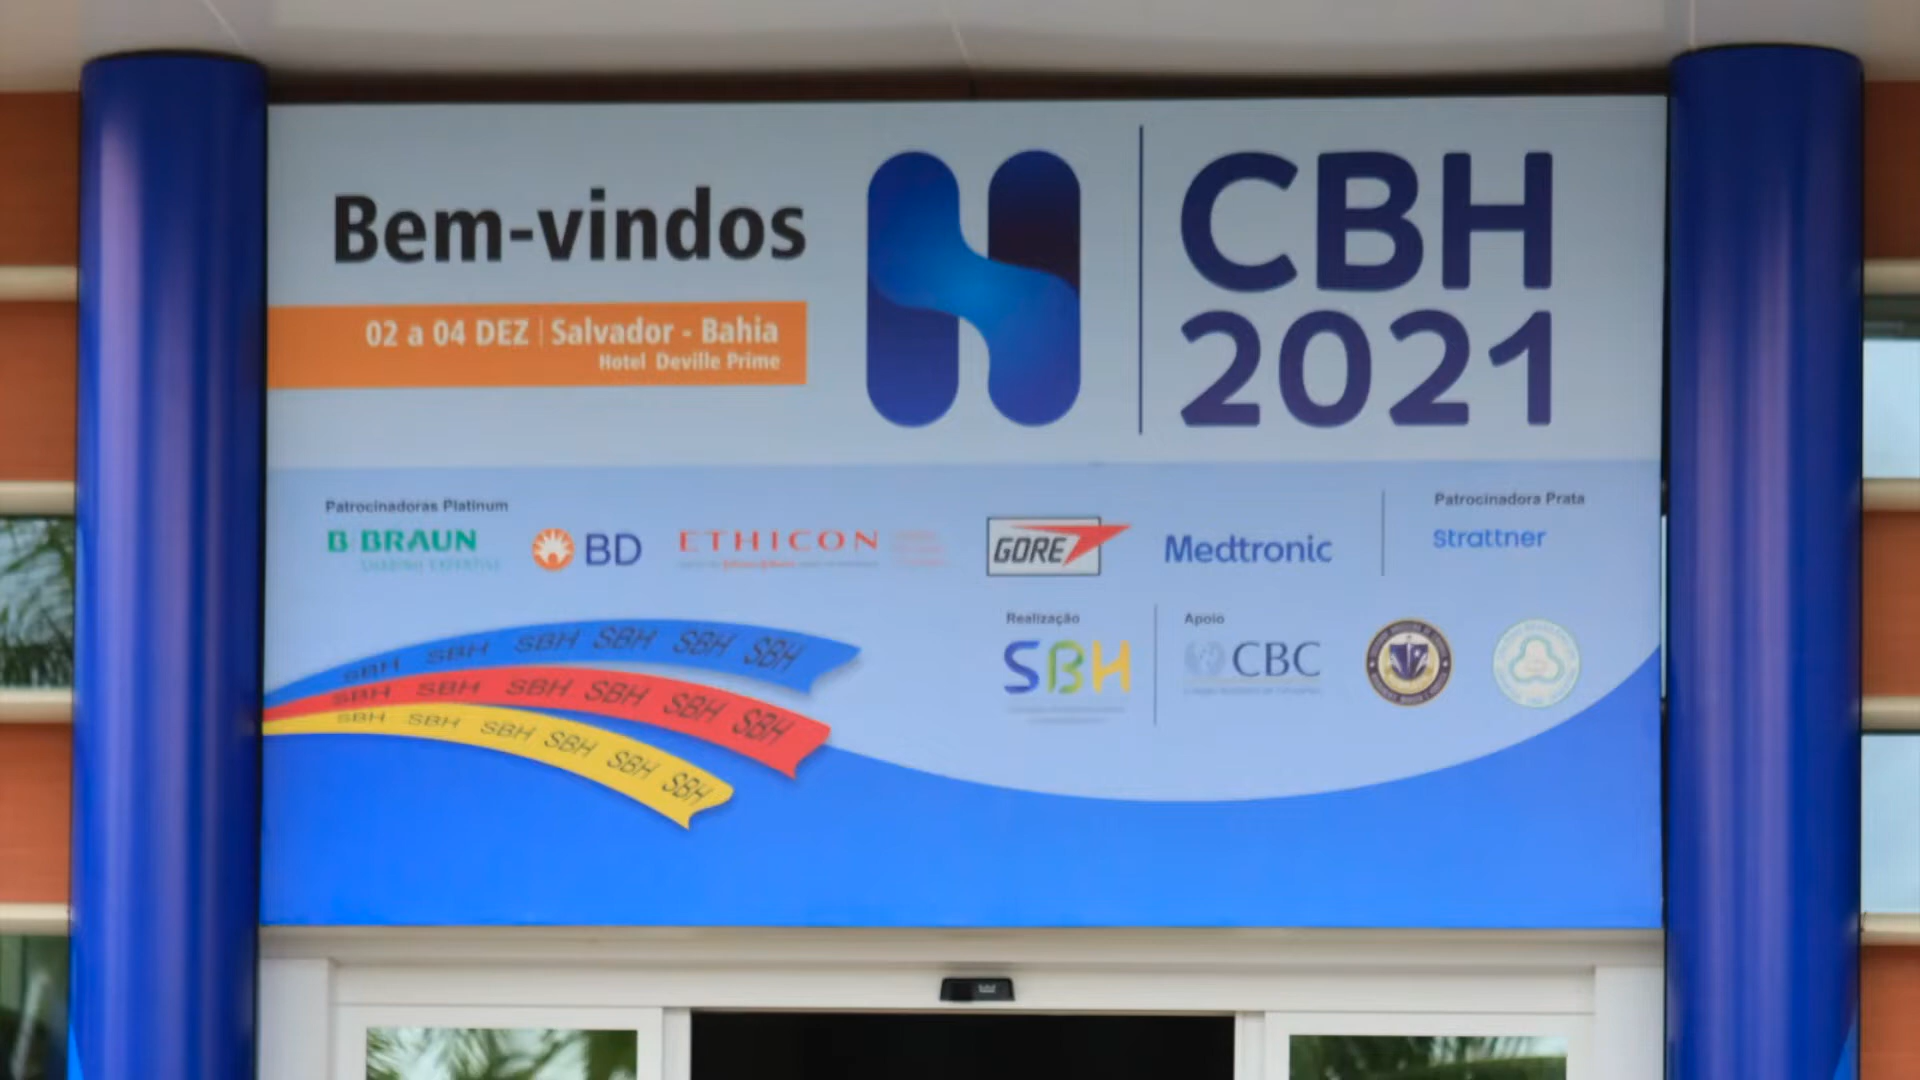 Bem-vindos
CBH
2021
02 a 04 DEZ | Salvador - Bahia
Hotel Deville Prime
Patrocinadoras Platinum
Patrocinadora Prata
B BRAUN
SHARING EXPERTISE
BD
ETHICON
GORE
Medtronic
Strattner
Realização
Apoio
SBH
CBC
SBH SBH SBH SBH SBH SBH
SBH SBH SBH SBH SBH SBH
SBH SBH SBH SBH SBH SBH